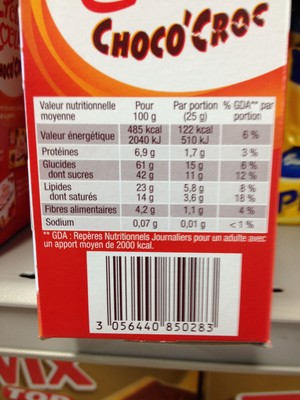 CHOCO'CROC
Valeur nutritionnelle moyenne Pour 100 g Par portion (25 g) % GDA** par portion
Valeur énergétique 485 kcal 2040 kJ 122 kcal 510 kJ 6 %
Protéines 6,9 g 1,7 g 3 %
Glucides 61 g 15 g 6 %
dont sucres 42 g 11 g 12 %
Lipides 23 g 5,8 g 8 %
dont saturés 14 g 3,6 g 18 %
Fibres alimentaires 4,2 g 1,1 g 4 %
Sodium 0,07 g 0,01 g <1 %
** GDA : Repères Nutritionnels Journaliers pour un adulte avec
un apport moyen de 2000 kcal.
3 056440 850283
TOP